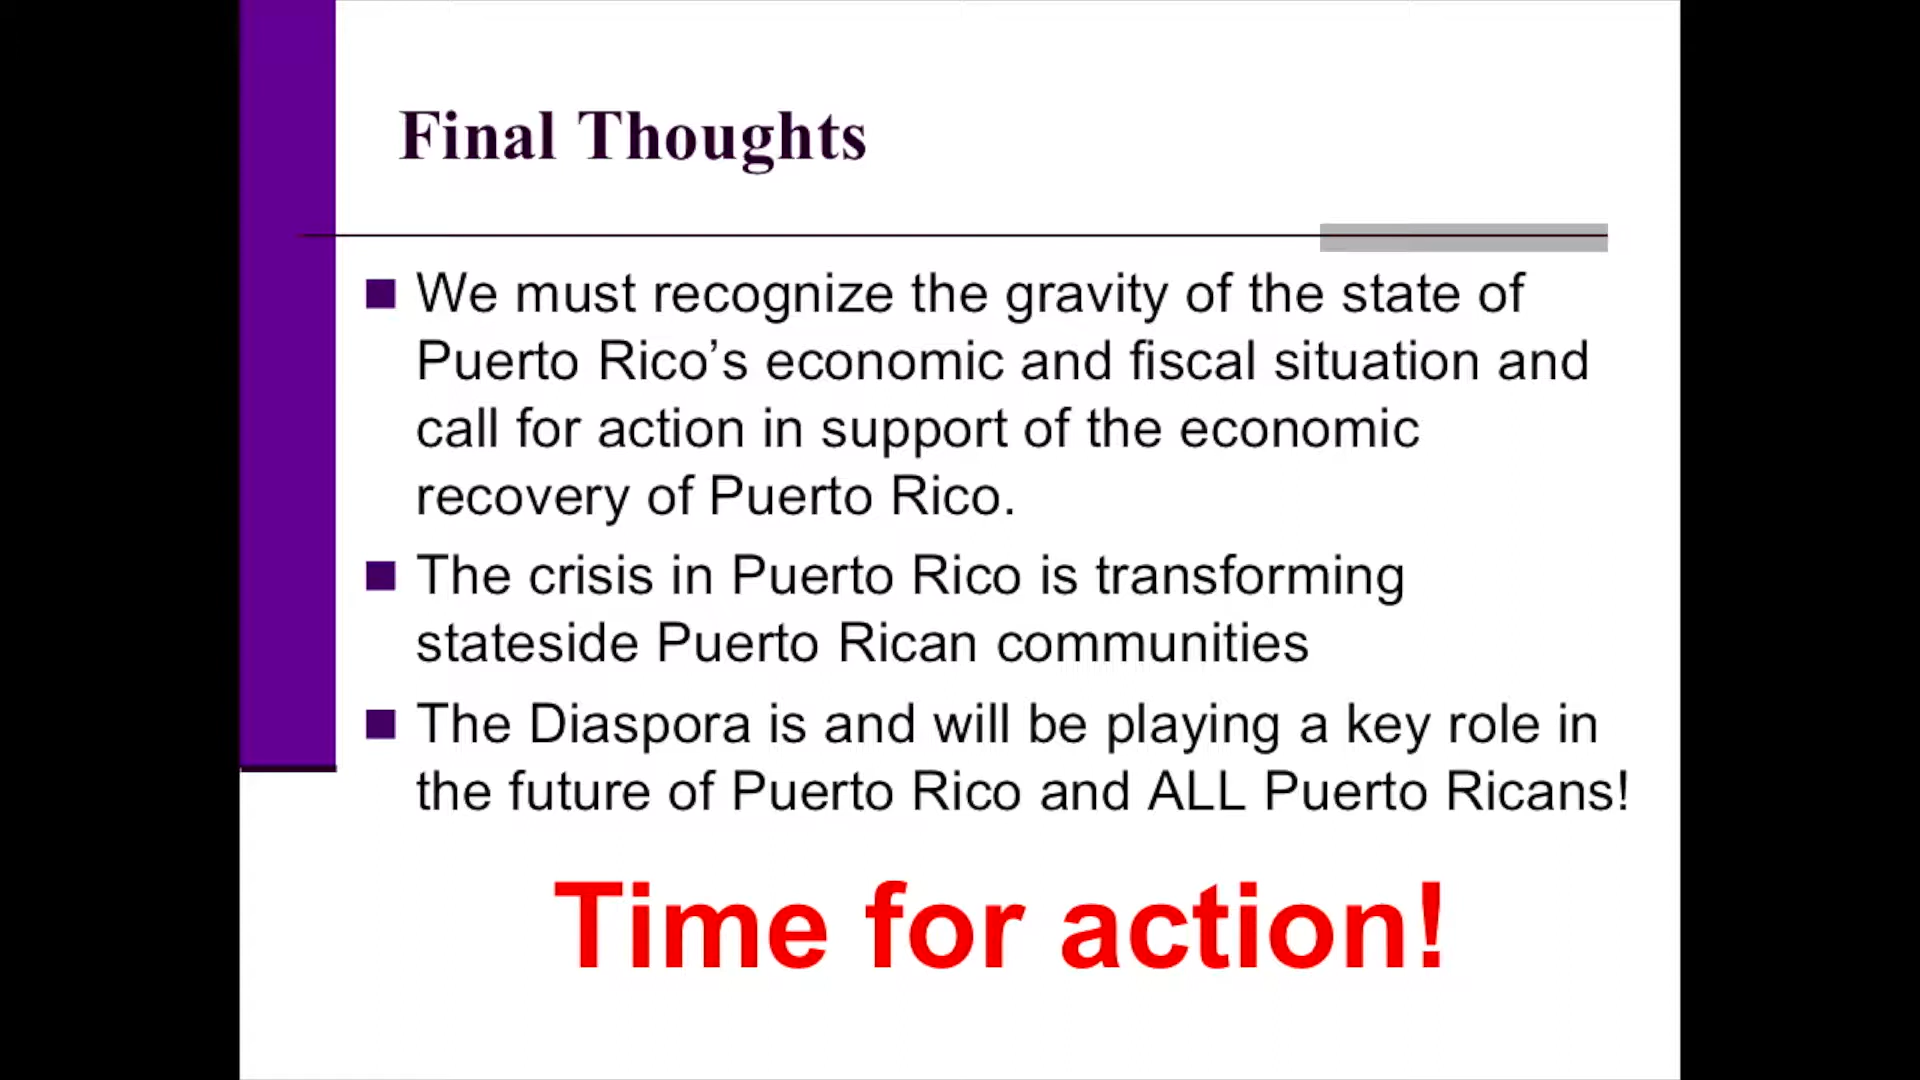 Final Thoughts
We must recognize the gravity of the state of
Puerto Rico’s economic and fiscal situation and
call for action in support of the economic
recovery of Puerto Rico.
The crisis in Puerto Rico is transforming
stateside Puerto Rican communities
The Diaspora is and will be playing a key role in
the future of Puerto Rico and ALL Puerto Ricans!
Time for action!